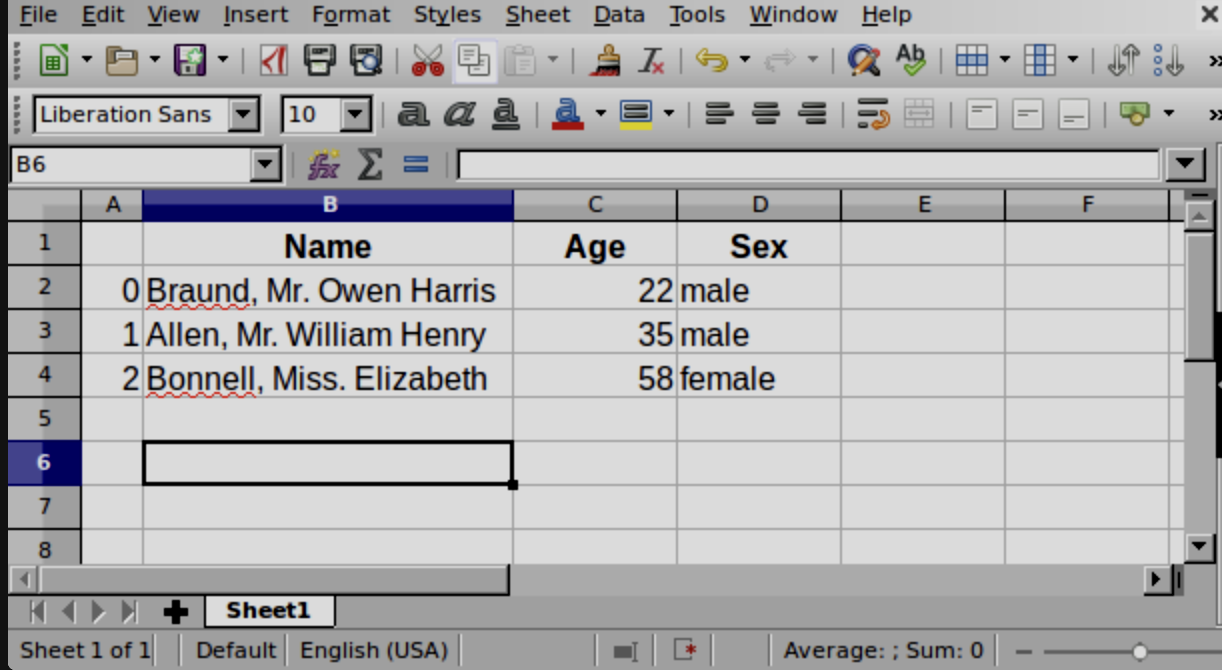 File Edit View Insert Format Styles Sheet Data Tools Window Help
Liberation Sans 10
B6
A B C D E F
1 Name Age Sex
2 0 Braund, Mr. Owen Harris 22 male
3 1 Allen, Mr. William Henry 35 male
4 2 Bonnell, Miss. Elizabeth 58 female
5
6
7
8
Sheet1
Sheet 1 of 1 Default English (USA) Average: ; Sum: 0